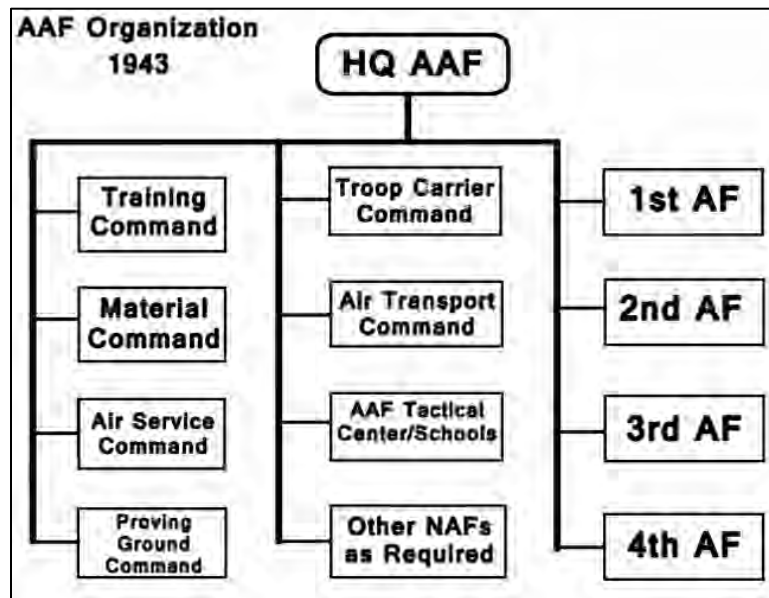 AAF Organization
1943
HQ AAF
Training
Command
Material
Command
Air Service
Command
Proving
Ground
Command
Troop Carrier
Command
Air Transport
Command
AAF Tactical
Center/Schools
Other NAFs
as Required
1st AF
2nd AF
3rd AF
4th AF